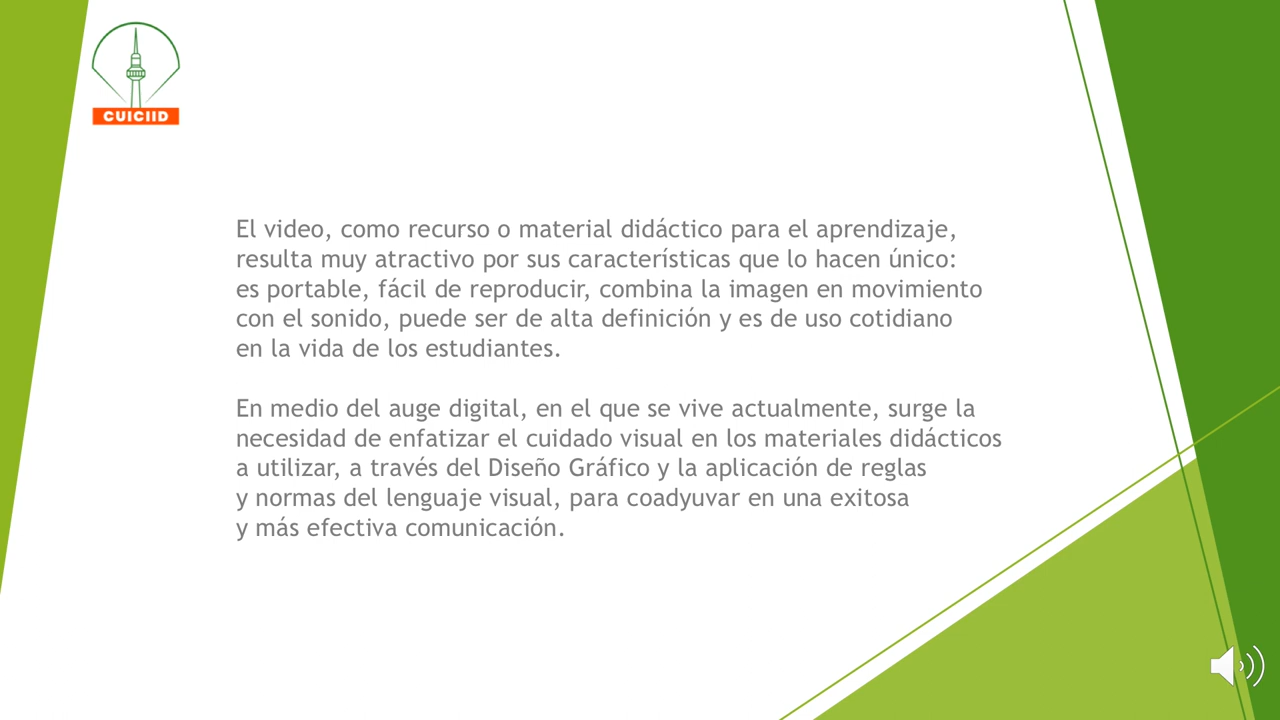 CUICIID
El video, como recurso o material didáctico para el aprendizaje,
resulta muy atractivo por sus características que lo hacen único:
es portable, fácil de reproducir, combina la imagen en movimiento
con el sonido, puede ser de alta definición y es de uso cotidiano
en la vida de los estudiantes.
En medio del auge digital, en el que se vive actualmente, surge la
necesidad de enfatizar el cuidado visual en los materiales didácticos
a utilizar, a través del Diseño Gráfico y la aplicación de reglas
y normas del lenguaje visual, para coadyuvar en una exitosa
y más efectiva comunicación.